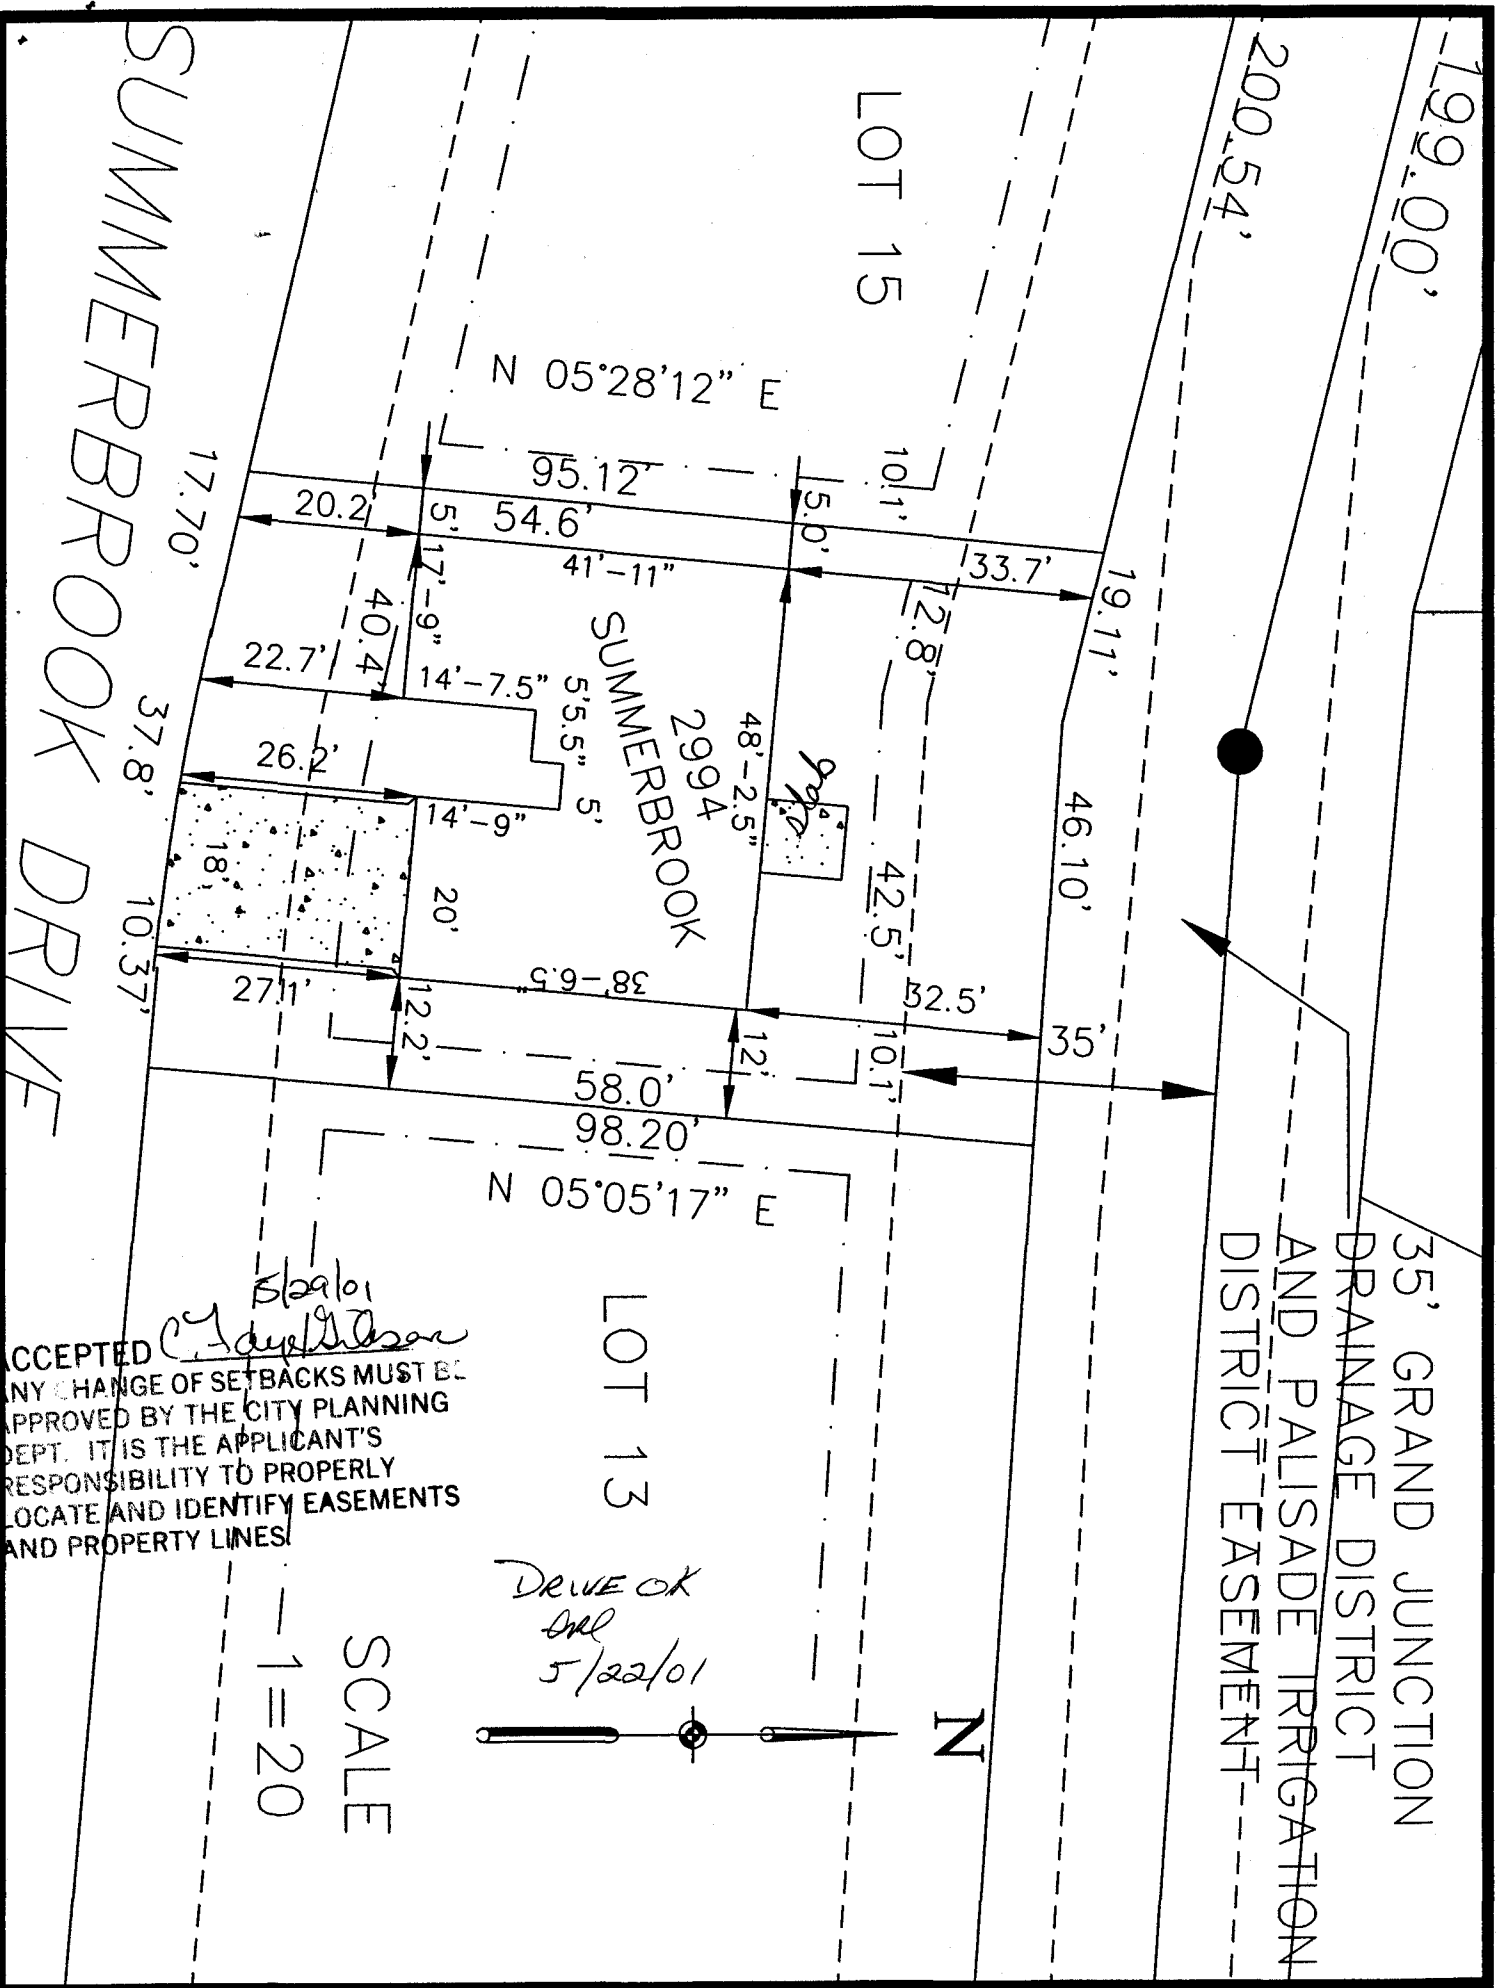 199.00'
200.54'
35' GRAND JUNCTION
DRAINAGE DISTRICT
AND PALISADE IRRIGATION
DISTRICT EASEMENT
LOT 15
N 05°28'12" E
95.12'
54.6'
10.1'
5.0'
33.7'
19.11'
12.8'
46.10'
42.5'
32.5'
35'
10.1'
20.2
5'
41'-11"
17'-9"
40.4'
22.7'
14'-7.5"
5'5.5"
5'
SUMMERBROOK
2994
48'-2.5"
Slab
26.2'
14'-9"
18'
20'
38'-6.5"
27.1'
12.2'
12'
58.0'
98.20'
N 05°05'17" E
17.70'
37.8'
10.37'
SUMMERBROOK DRIVE
LOT 13
5/29/01
ACCEPTED C. Faye Gibson
ANY CHANGE OF SETBACKS MUST BE
APPROVED BY THE CITY PLANNING
DEPT. IT IS THE APPLICANT'S
RESPONSIBILITY TO PROPERLY
LOCATE AND IDENTIFY EASEMENTS
AND PROPERTY LINES.
DRIVE OK
5/22/01
N
SCALE
1=20